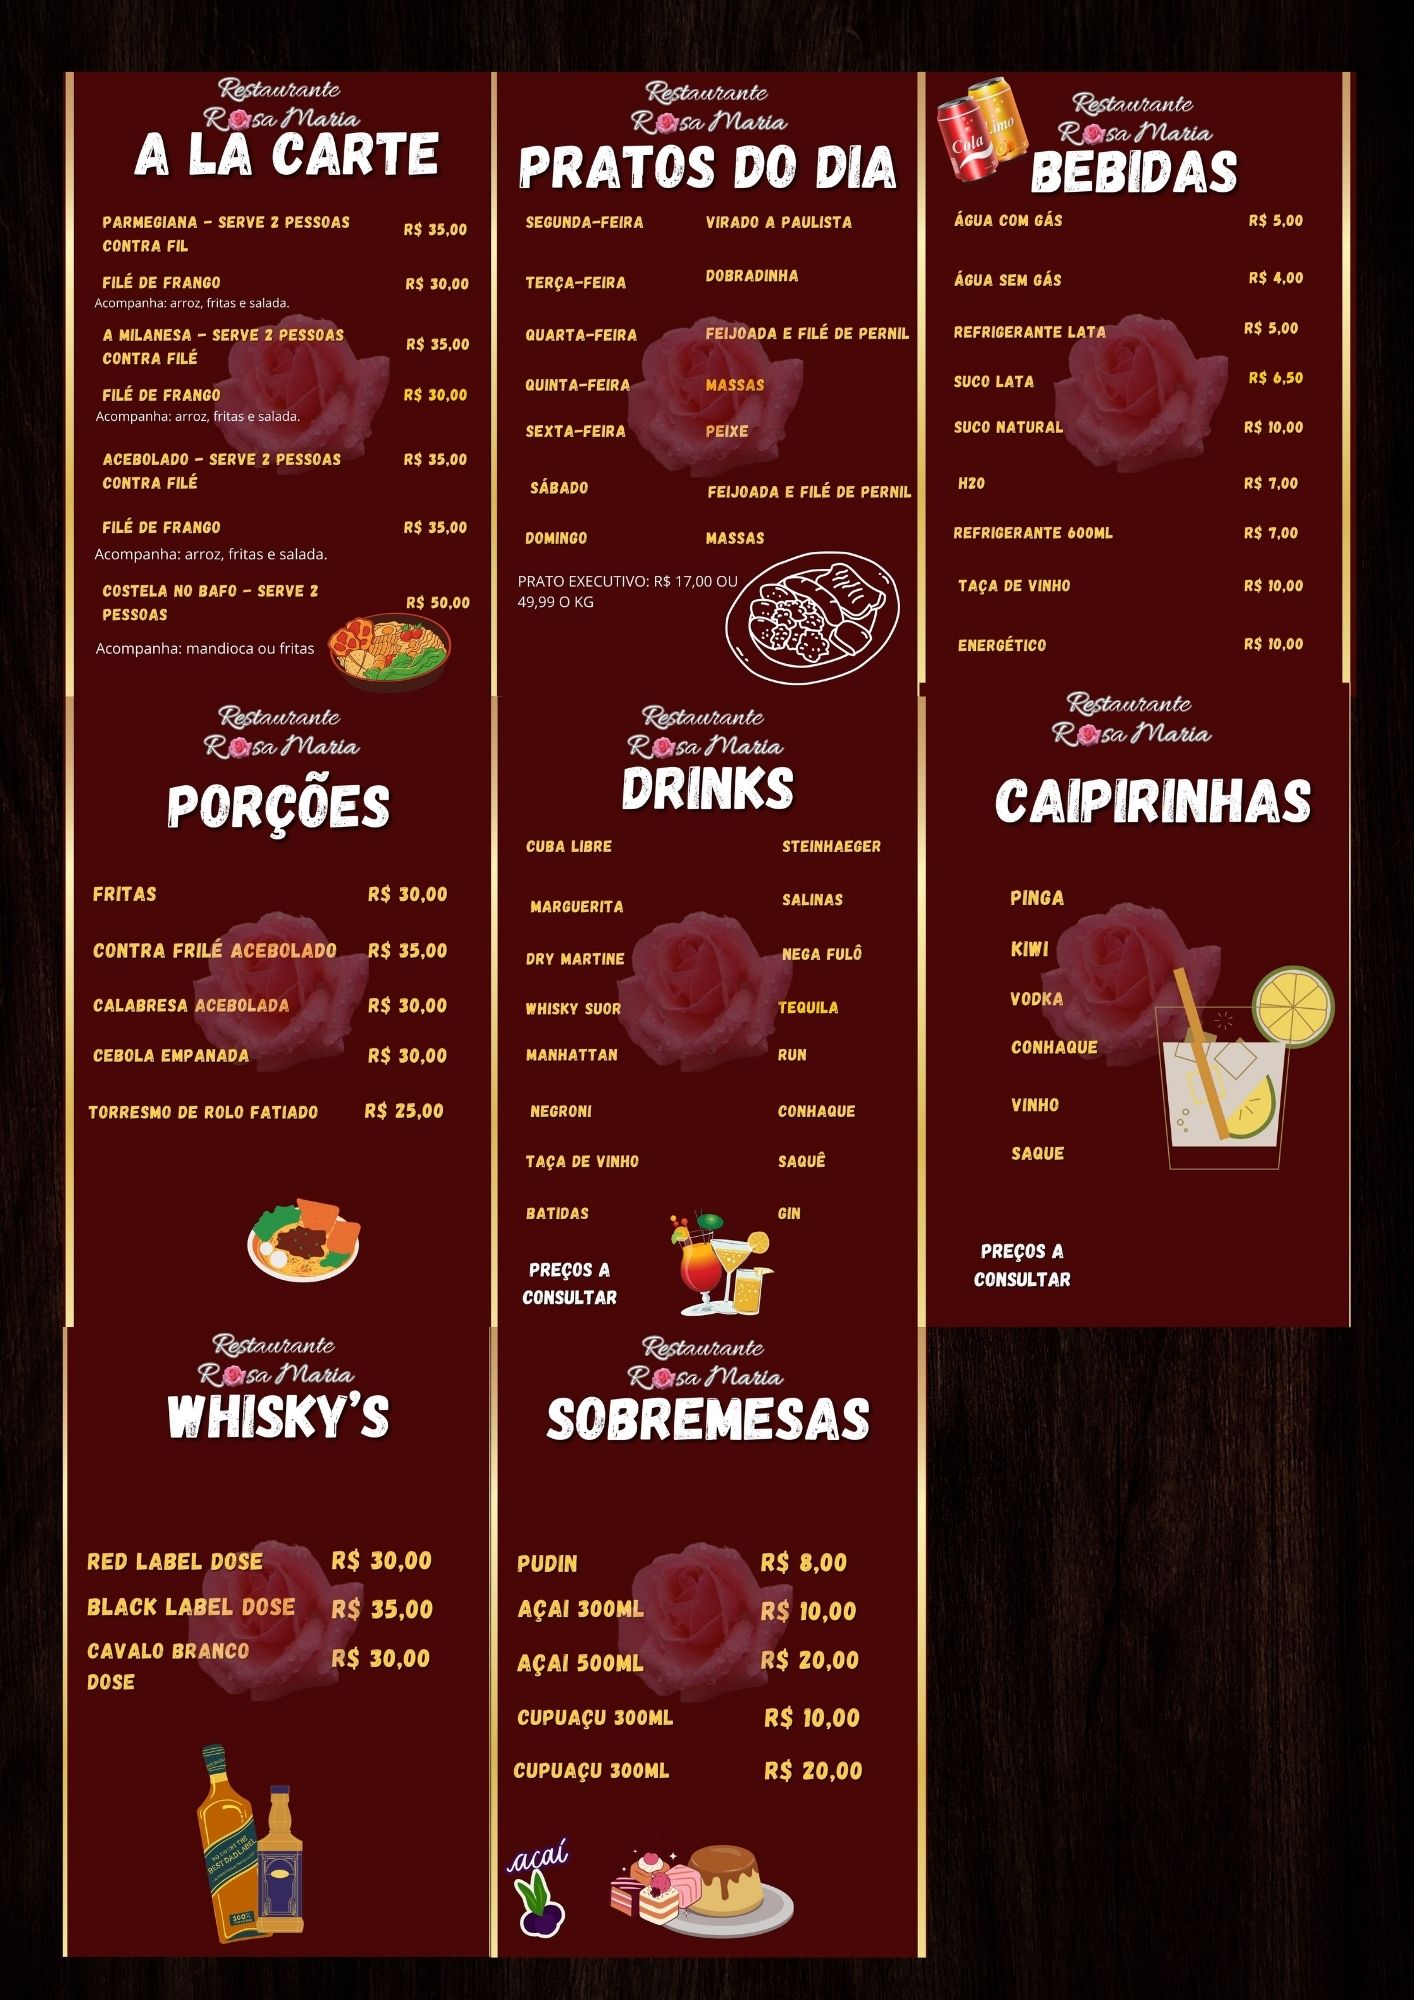 Restaurante
Rosa Maria
A LA CARTE
PARMEGIANA - SERVE 2 PESSOAS
CONTRA FIL R$ 35,00
FILÉ DE FRANGO R$ 30,00
Acompanha: arroz, fritas e salada.
A MILANESA - SERVE 2 PESSOAS
CONTRA FILÉ R$ 35,00
FILÉ DE FRANGO R$ 30,00
Acompanha: arroz, fritas e salada.
ACEBOLADO - SERVE 2 PESSOAS R$ 35,00
CONTRA FILÉ
FILÉ DE FRANGO R$ 35,00
Acompanha: arroz, fritas e salada.
COSTELA NO BAFO - SERVE 2
PESSOAS R$ 50,00
Acompanha: mandioca ou fritas
Restaurante
Rosa Maria
PRATOS DO DIA
SEGUNDA-FEIRA VIRADO A PAULISTA
TERÇA-FEIRA DOBRADINHA
QUARTA-FEIRA FEIJOADA E FILÉ DE PERNIL
QUINTA-FEIRA MASSAS
SEXTA-FEIRA PEIXE
SÁBADO FEIJOADA E FILÉ DE PERNIL
DOMINGO MASSAS
PRATO EXECUTIVO: R$ 17,00 OU
49,99 O KG
Cola
Limo
Restaurante
Rosa Maria
BEBIDAS
ÁGUA COM GÁS R$ 5,00
ÁGUA SEM GÁS R$ 4,00
REFRIGERANTE LATA R$ 5,00
SUCO LATA R$ 6,50
SUCO NATURAL R$ 10,00
H20 R$ 7,00
REFRIGERANTE 600ML R$ 7,00
TAÇA DE VINHO R$ 10,00
ENERGÉTICO R$ 10,00
Restaurante
Rosa Maria
PORÇÕES
FRITAS R$ 30,00
CONTRA FRILÉ ACEBOLADO R$ 35,00
CALABRESA ACEBOLADA R$ 30,00
CEBOLA EMPANADA R$ 30,00
TORRESMO DE ROLO FATIADO R$ 25,00
Restaurante
Rosa Maria
DRINKS
CUBA LIBRE STEINHAEGER
MARGUERITA SALINAS
DRY MARTINE NEGA FULÔ
WHISKY SUOR TEQUILA
MANHATTAN RUN
NEGRONI CONHAQUE
TAÇA DE VINHO SAQUÊ
BATIDAS GIN
PREÇOS A
CONSULTAR
Restaurante
Rosa Maria
CAIPIRINHAS
PINGA
KIWI
VODKA
CONHAQUE
VINHO
SAQUE
PREÇOS A
CONSULTAR
Restaurante
Rosa Maria
WHISKY'S
RED LABEL DOSE R$ 30,00
BLACK LABEL DOSE R$ 35,00
CAVALO BRANCO R$ 30,00
DOSE
BEST DAD LABEL
100%
Restaurante
Rosa Maria
SOBREMESAS
PUDIN R$ 8,00
AÇAI 300ML R$ 10,00
AÇAI 500ML R$ 20,00
CUPUAÇU 300ML R$ 10,00
CUPUAÇU 300ML R$ 20,00
açaí